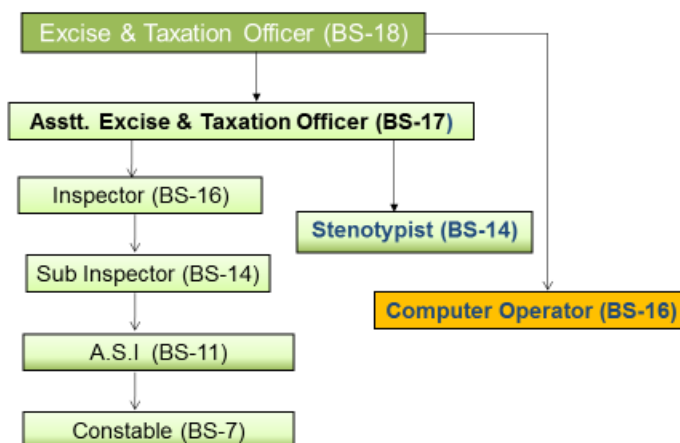 Excise & Taxation Officer (BS-18)
Asstt. Excise & Taxation Officer (BS-17)
Inspector (BS-16)
Stenotypist (BS-14)
Sub Inspector (BS-14)
Computer Operator (BS-16)
A.S.I (BS-11)
Constable (BS-7)